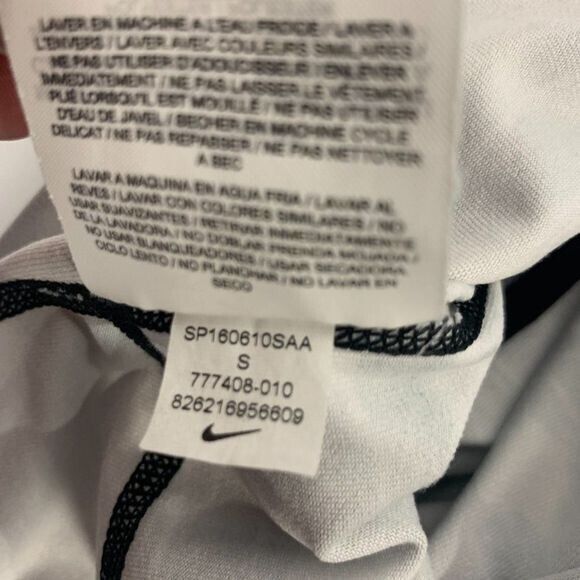 LAVER EN MACHINE A L'EAU FROIDE / LAVER A
L'ENVERS / LAVER AVEC COULEURS SIMILAIRES /
NE PAS UTILISER D'ADOUCISSEUR / ENLEVER
IMMEDIATEMENT / NE PAS LAISSER LE VÊTEMENT
PLIÉ LORSQU'IL EST MOUILLÉ / NE PAS UTILISER
D'EAU DE JAVEL / SECHER EN MACHINE CYCLE
DELICAT / NE PAS REPASSER / NE PAS NETTOYER
A SEC
LAVAR A MAQUINA EN AGUA FRIA / LAVAR AL
REVES / LAVAR CON COLORES SIMILARES / NO
USAR SUAVIZANTES / RETIRAR IMMEDIATAMENTE
DE LA LAVADORA / NO DOBLAR PRENDA MOJADA /
NO USAR BLANQUEADORES / USAR SECADORA
CICLO LENTO / NO PLANCHAR / NO LAVAR EN
SECO
SP160610SAA
S
777408-010
826216956609